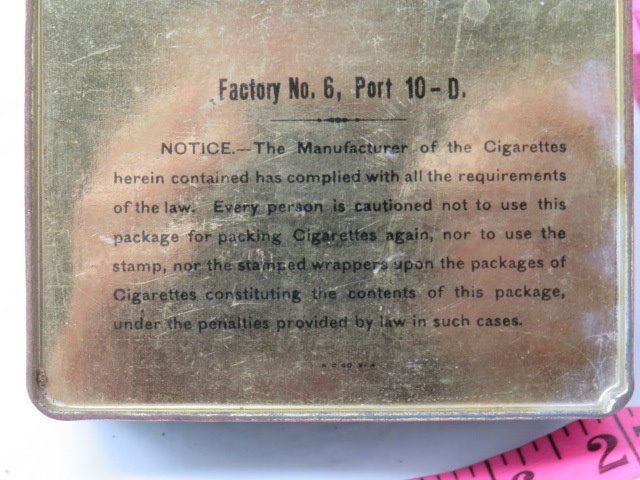 Factory No. 6, Port 10-D.
NOTICE.—The Manufacturer of the Cigarettes
herein contained has complied with all the requirements
of the law. Every person is cautioned not to use this
package for packing Cigarettes again, nor to use the
stamp, nor the stamped wrappers upon the packages of
Cigarettes constituting the contents of this package,
under the penalties provided by law in such cases.
2